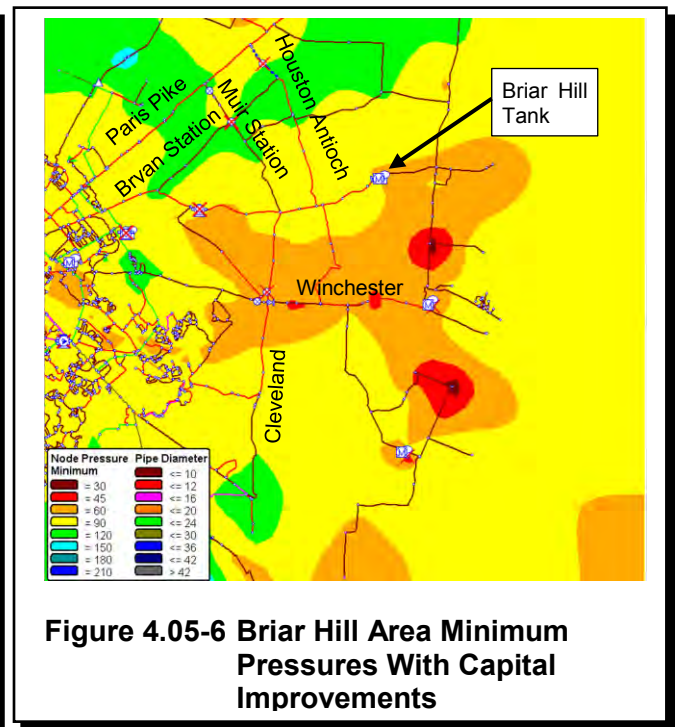 Houston Antioch
Paris Pike
Muir Station
Bryan Station
Briar Hill
Tank
Winchester
Cleveland
Node Pressure Pipe Diameter
Minimum
= 30 <= 10
= 45 <= 12
= 60 <= 16
= 90 <= 20
= 120 <= 24
= 150 <= 30
= 180 <= 36
= 210 <= 42
> 42
Figure 4.05-6 Briar Hill Area Minimum
Pressures With Capital
Improvements